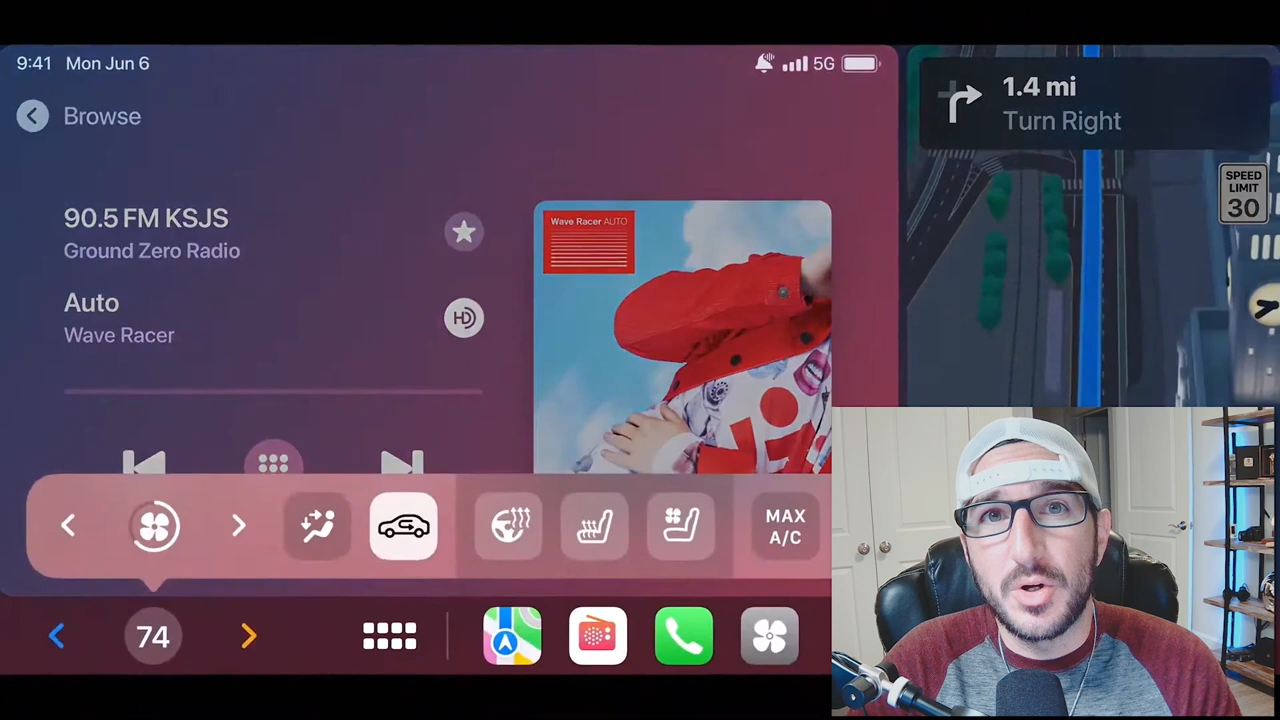 9:41 Mon Jun 6
5G
Browse
90.5 FM KSJS
Ground Zero Radio
Auto
Wave Racer
HD
Wave Racer AUTO
MAX
A/C
74
1.4 mi
Turn Right
SPEED
LIMIT
30